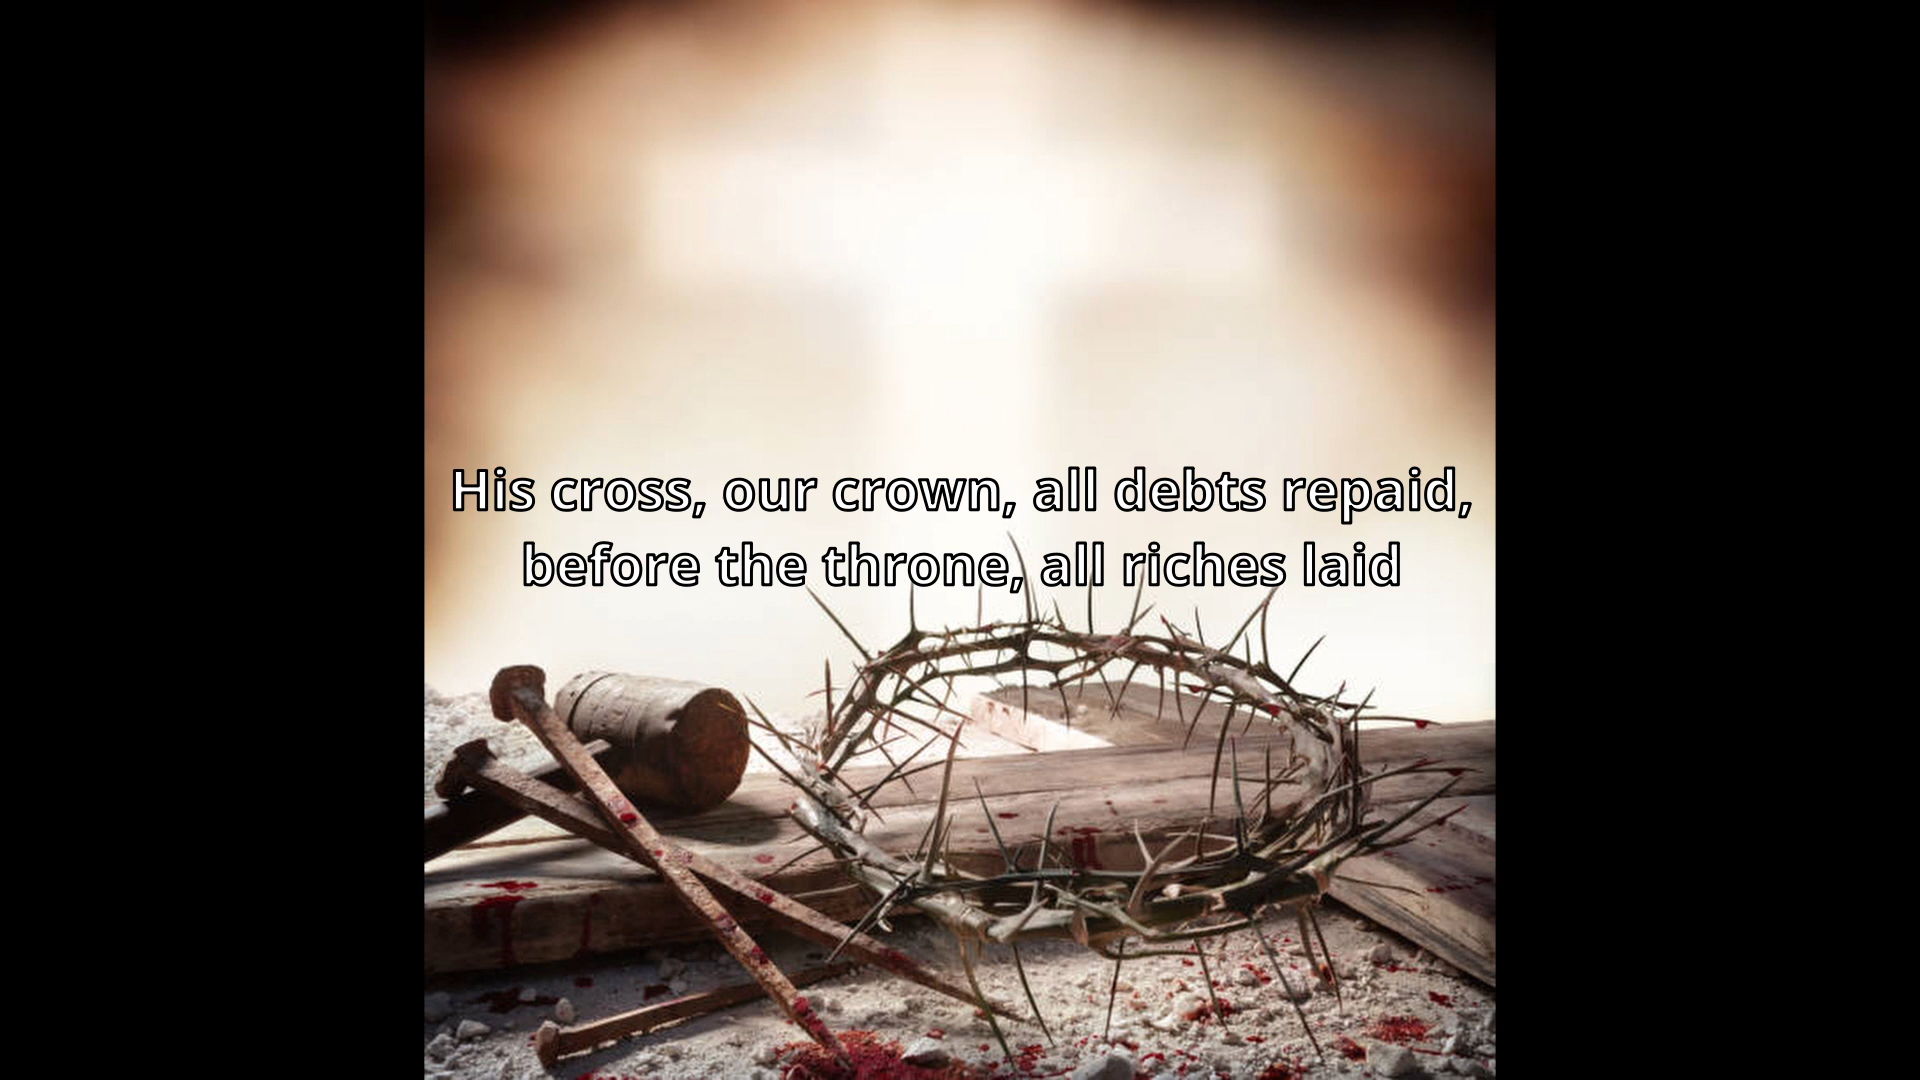 His cross, our crown, all debts repaid,
before the throne, all riches laid